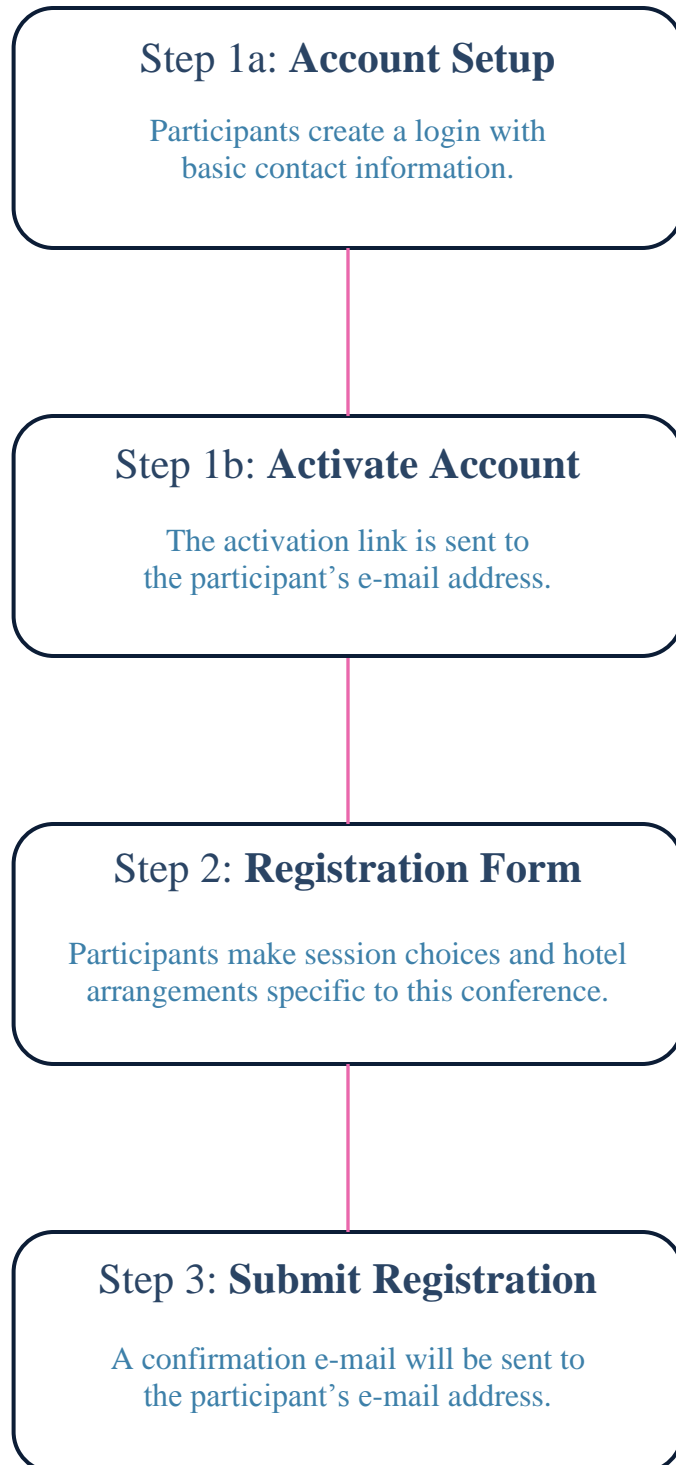 Step 1a: Account Setup
Participants create a login with
basic contact information.
Step 1b: Activate Account
The activation link is sent to
the participant’s e-mail address.
Step 2: Registration Form
Participants make session choices and hotel
arrangements specific to this conference.
Step 3: Submit Registration
A confirmation e-mail will be sent to
the participant’s e-mail address.